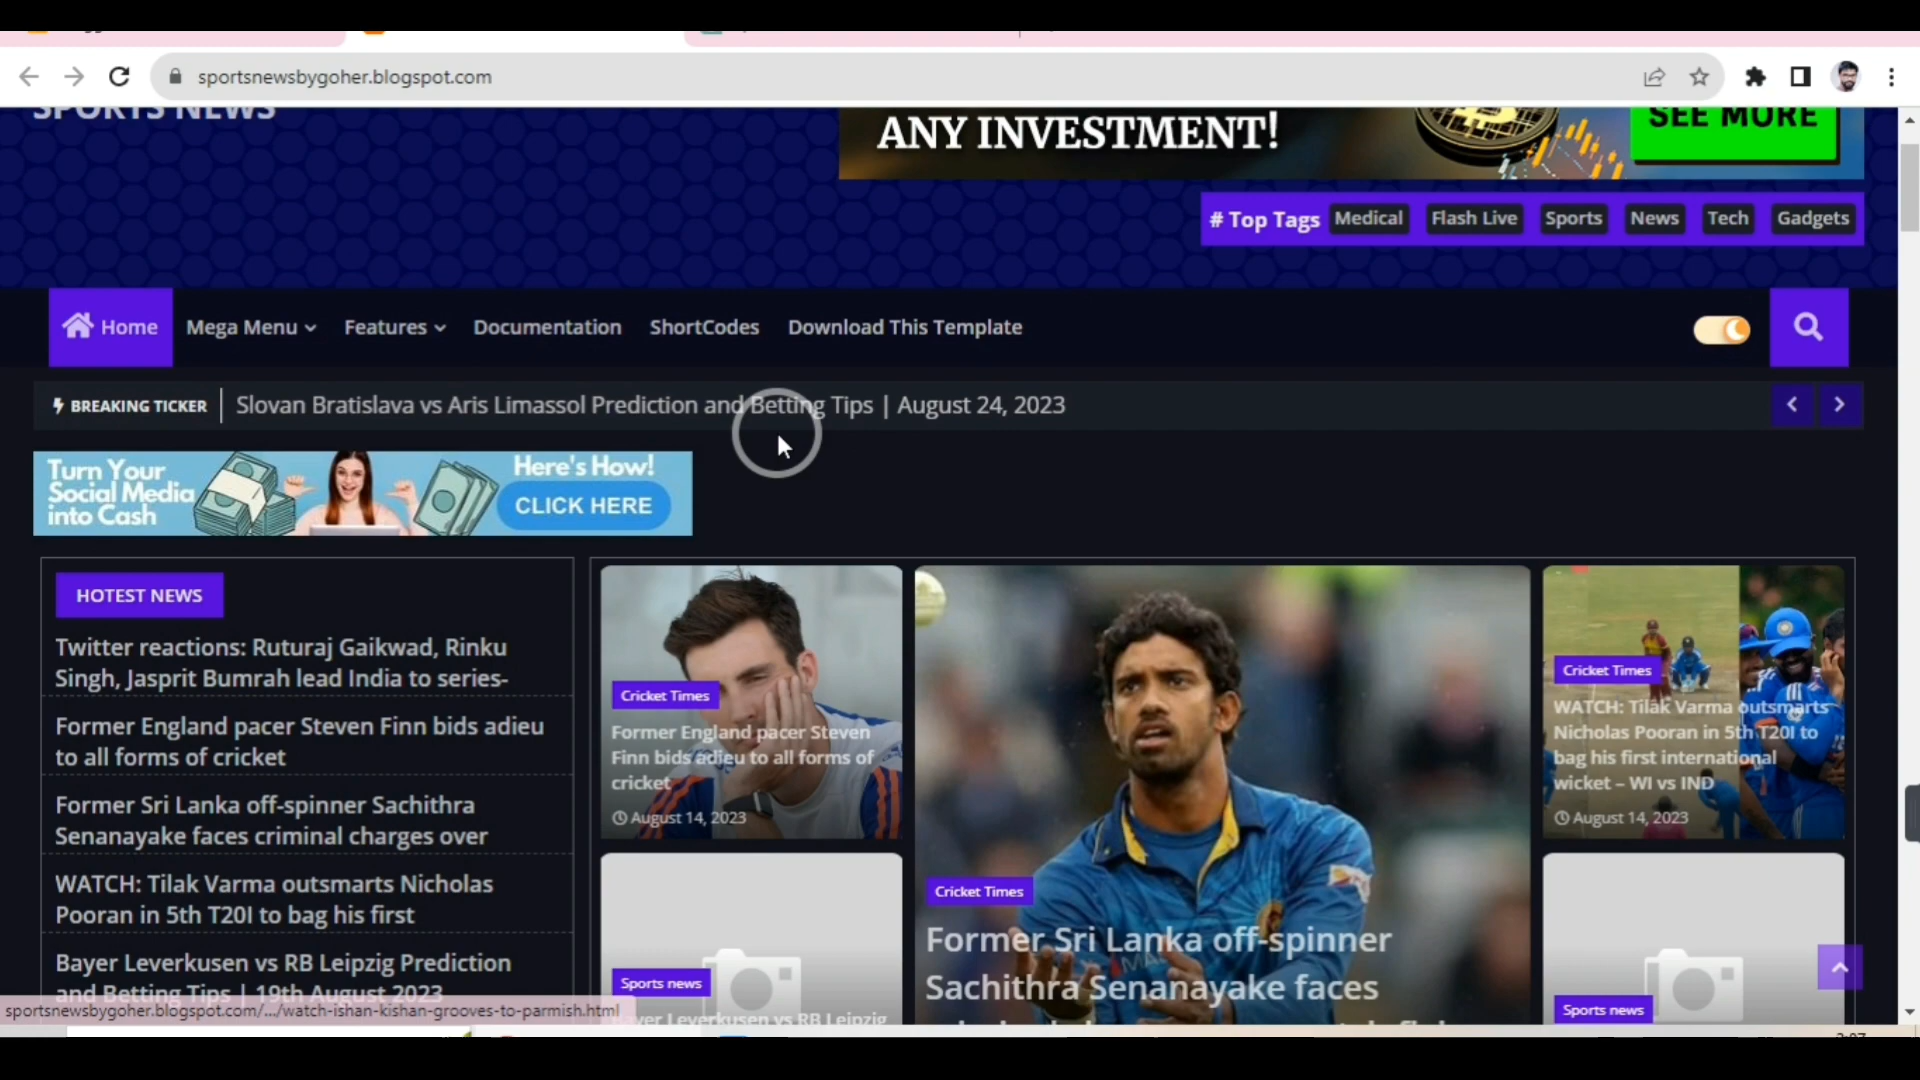 sportsnewsbygoher.blogspot.com
SPORTS NEWS
ANY INVESTMENT!
SEE MORE
# Top Tags Medical Flash Live Sports News Tech Gadgets
Home Mega Menu Features Documentation ShortCodes Download This Template
BREAKING TICKER Slovan Bratislava vs Aris Limassol Prediction and Betting Tips | August 24, 2023
Turn Your
Social Media
into Cash
Here's How!
CLICK HERE
HOTEST NEWS
Twitter reactions: Ruturaj Gaikwad, Rinku
Singh, Jasprit Bumrah lead India to series-
Former England pacer Steven Finn bids adieu
to all forms of cricket
Former Sri Lanka off-spinner Sachithra
Senanayake faces criminal charges over
WATCH: Tilak Varma outsmarts Nicholas
Pooran in 5th T20I to bag his first
Bayer Leverkusen vs RB Leipzig Prediction
and Betting Tips | 19th August 2023
Cricket Times
Former England pacer Steven
Finn bids adieu to all forms of
cricket
August 14, 2023
Sports news
Bayer Leverkusen vs RB Leipzig
Cricket Times
Former Sri Lanka off-spinner
Sachithra Senanayake faces
Cricket Times
WATCH: Tilak Varma outsmarts
Nicholas Pooran in 5th T20I to
bag his first international
wicket – WI vs IND
August 14, 2023
Sports news
sportsnewsbygoher.blogspot.com/.../watch-ishan-kishan-grooves-to-parmish.html